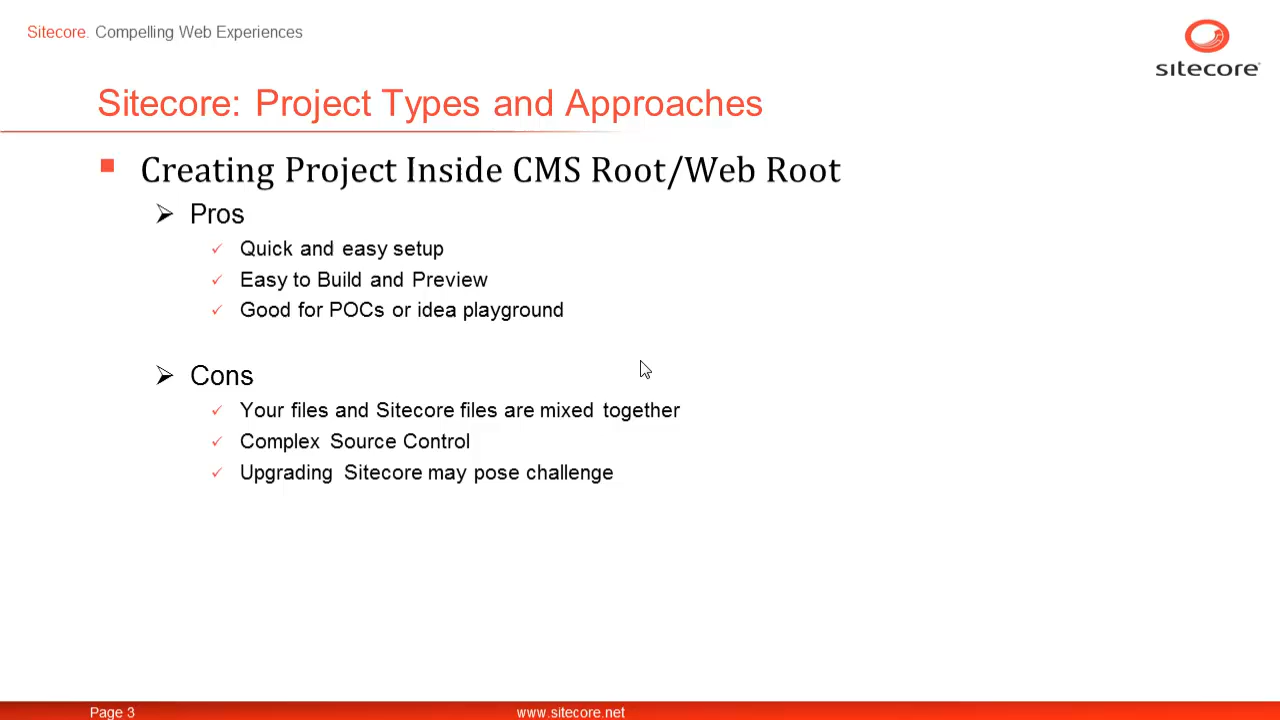 Sitecore. Compelling Web Experiences
sitecore
Sitecore: Project Types and Approaches
Creating Project Inside CMS Root/Web Root
Pros
Quick and easy setup
Easy to Build and Preview
Good for POCs or idea playground
Cons
Your files and Sitecore files are mixed together
Complex Source Control
Upgrading Sitecore may pose challenge
Page 3
www.sitecore.net